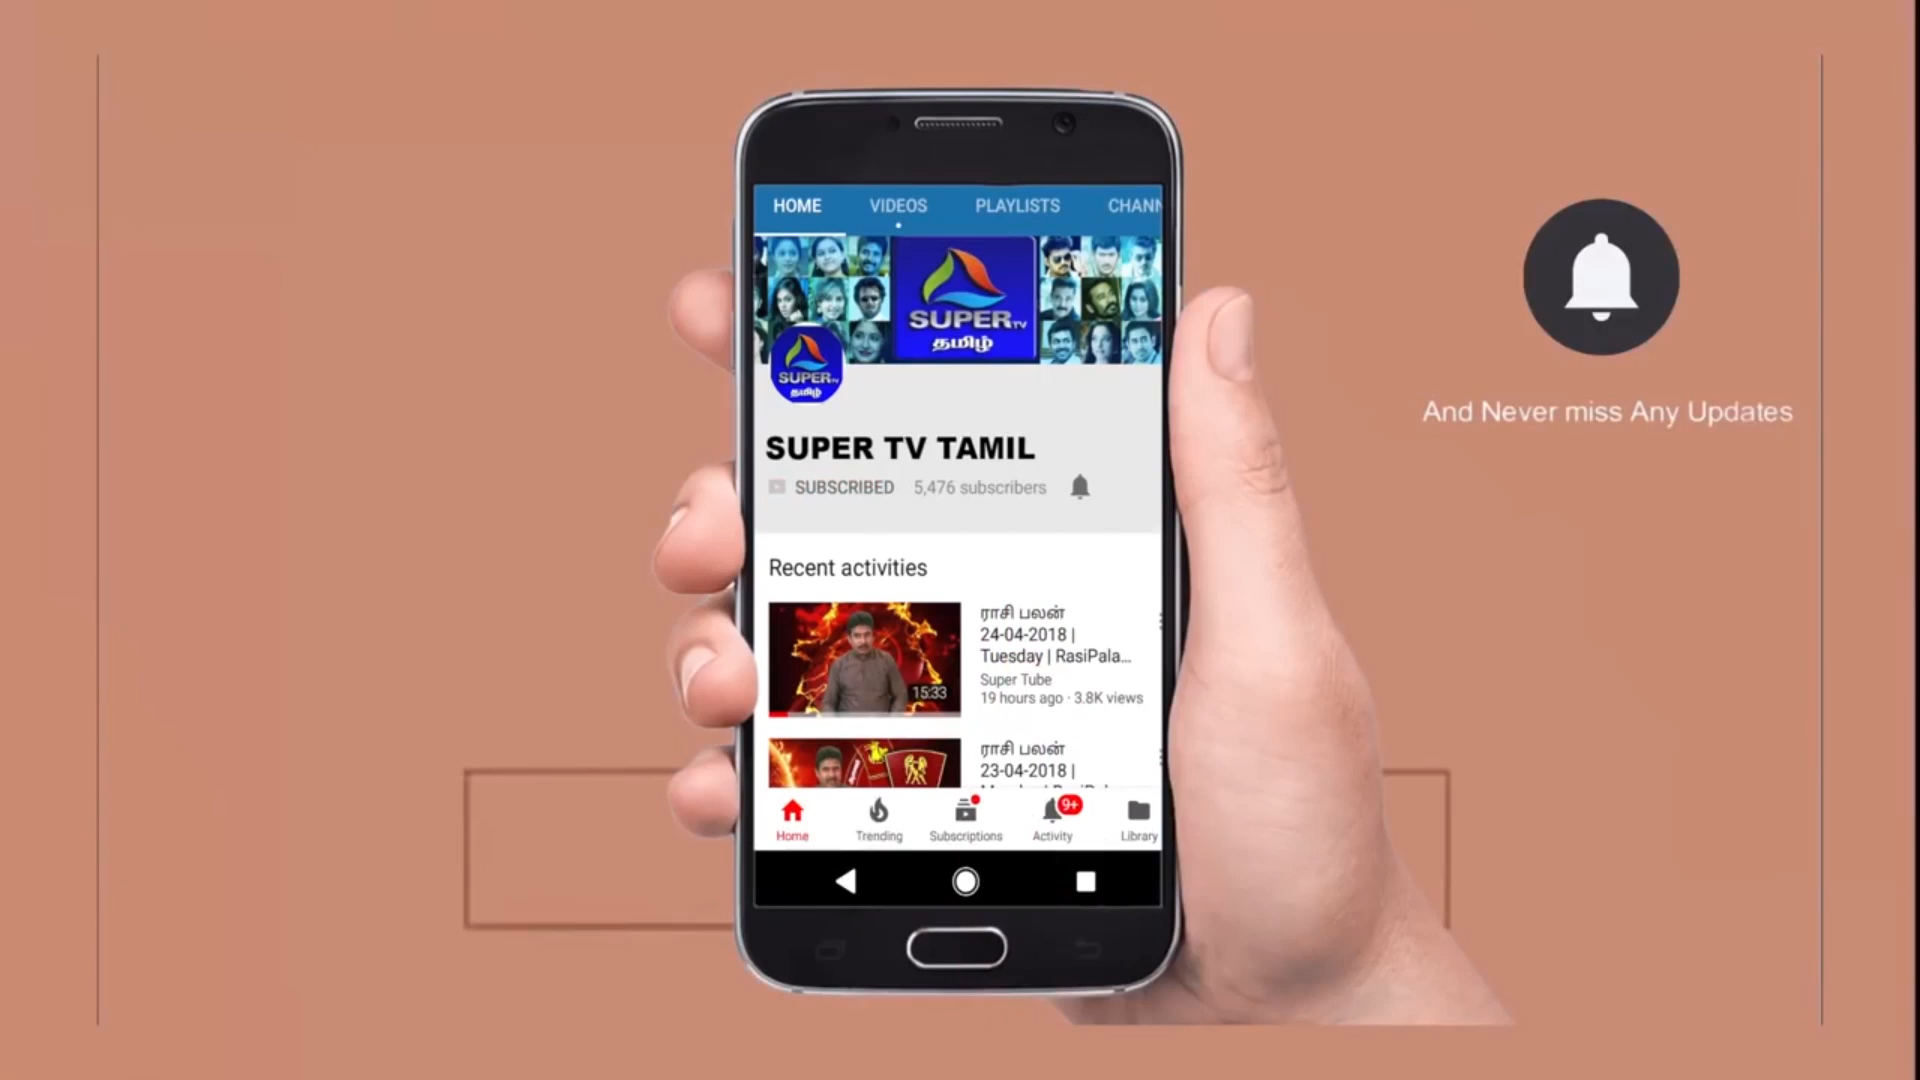 HOME VIDEOS PLAYLISTS CHANN
SUPER TV
தமிழ்
SUPER TV
தமிழ்
SUPER TV TAMIL
SUBSCRIBED 5,476 subscribers
Recent activities
ராசி பலன்
24-04-2018 |
Tuesday | RasiPala...
Super Tube
19 hours ago · 3.8K views
15:33
ராசி பலன்
23-04-2018 |
9+
Home Trending Subscriptions Activity Library
And Never miss Any Updates